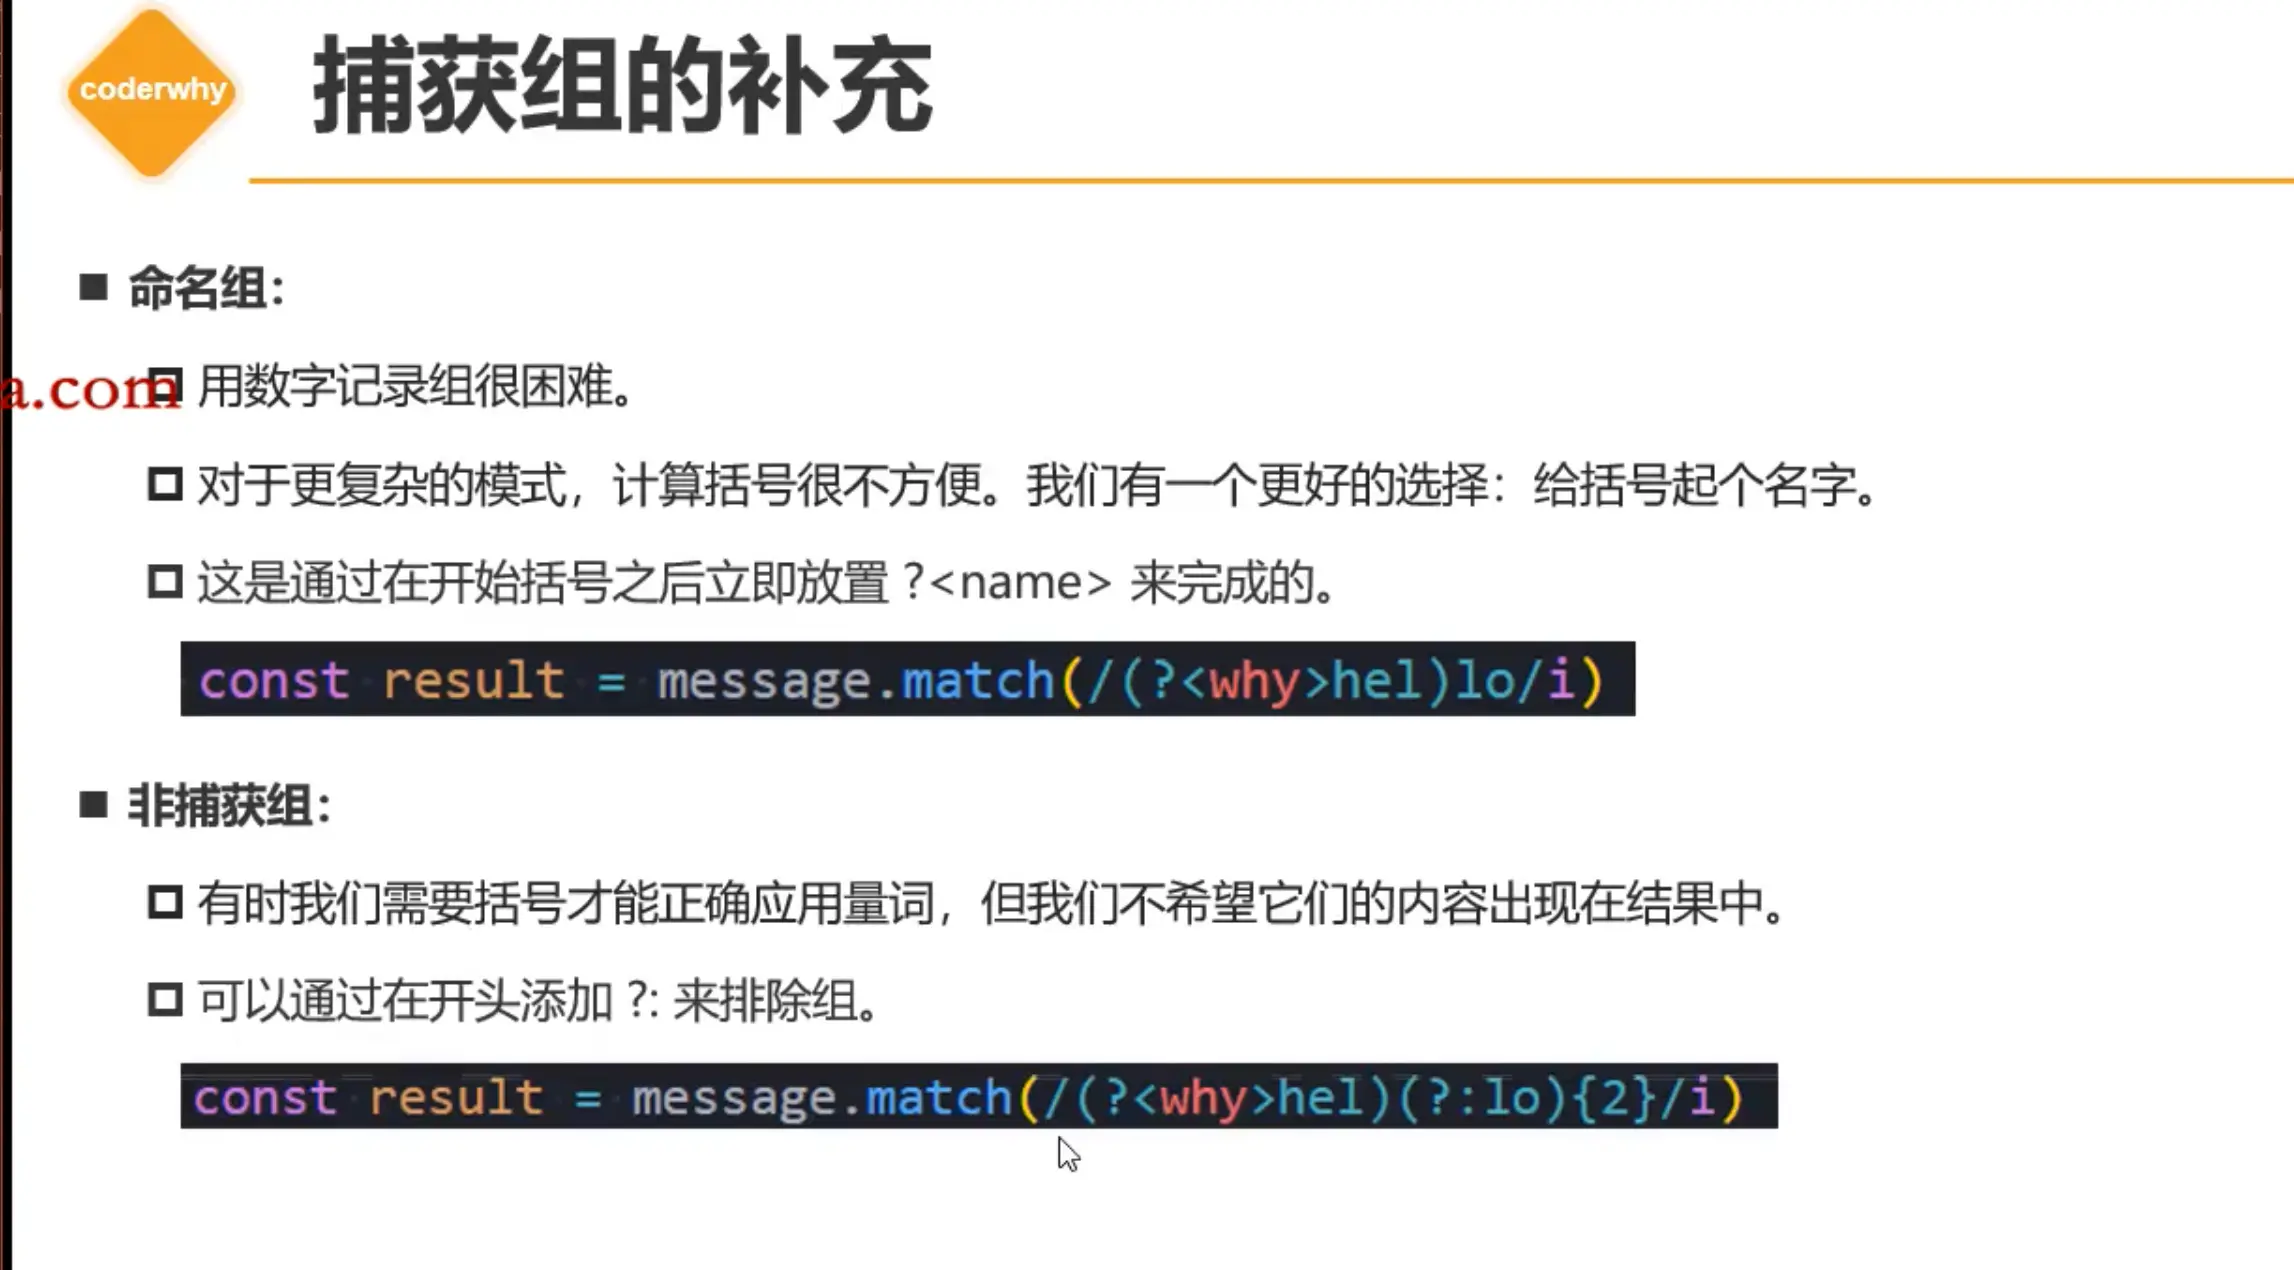 coderwhy
捕获组的补充
命名组：
a.com
用数字记录组很困难。
对于更复杂的模式，计算括号很不方便。我们有一个更好的选择：给括号起个名字。
这是通过在开始括号之后立即放置 ?<name> 来完成的。
const result = message.match(/(?<why>hel)lo/i)
非捕获组：
有时我们需要括号才能正确应用量词，但我们不希望它们的内容出现在结果中。
可以通过在开头添加 ?: 来排除组。
const result = message.match(/(?<why>hel)(?:lo){2}/i)